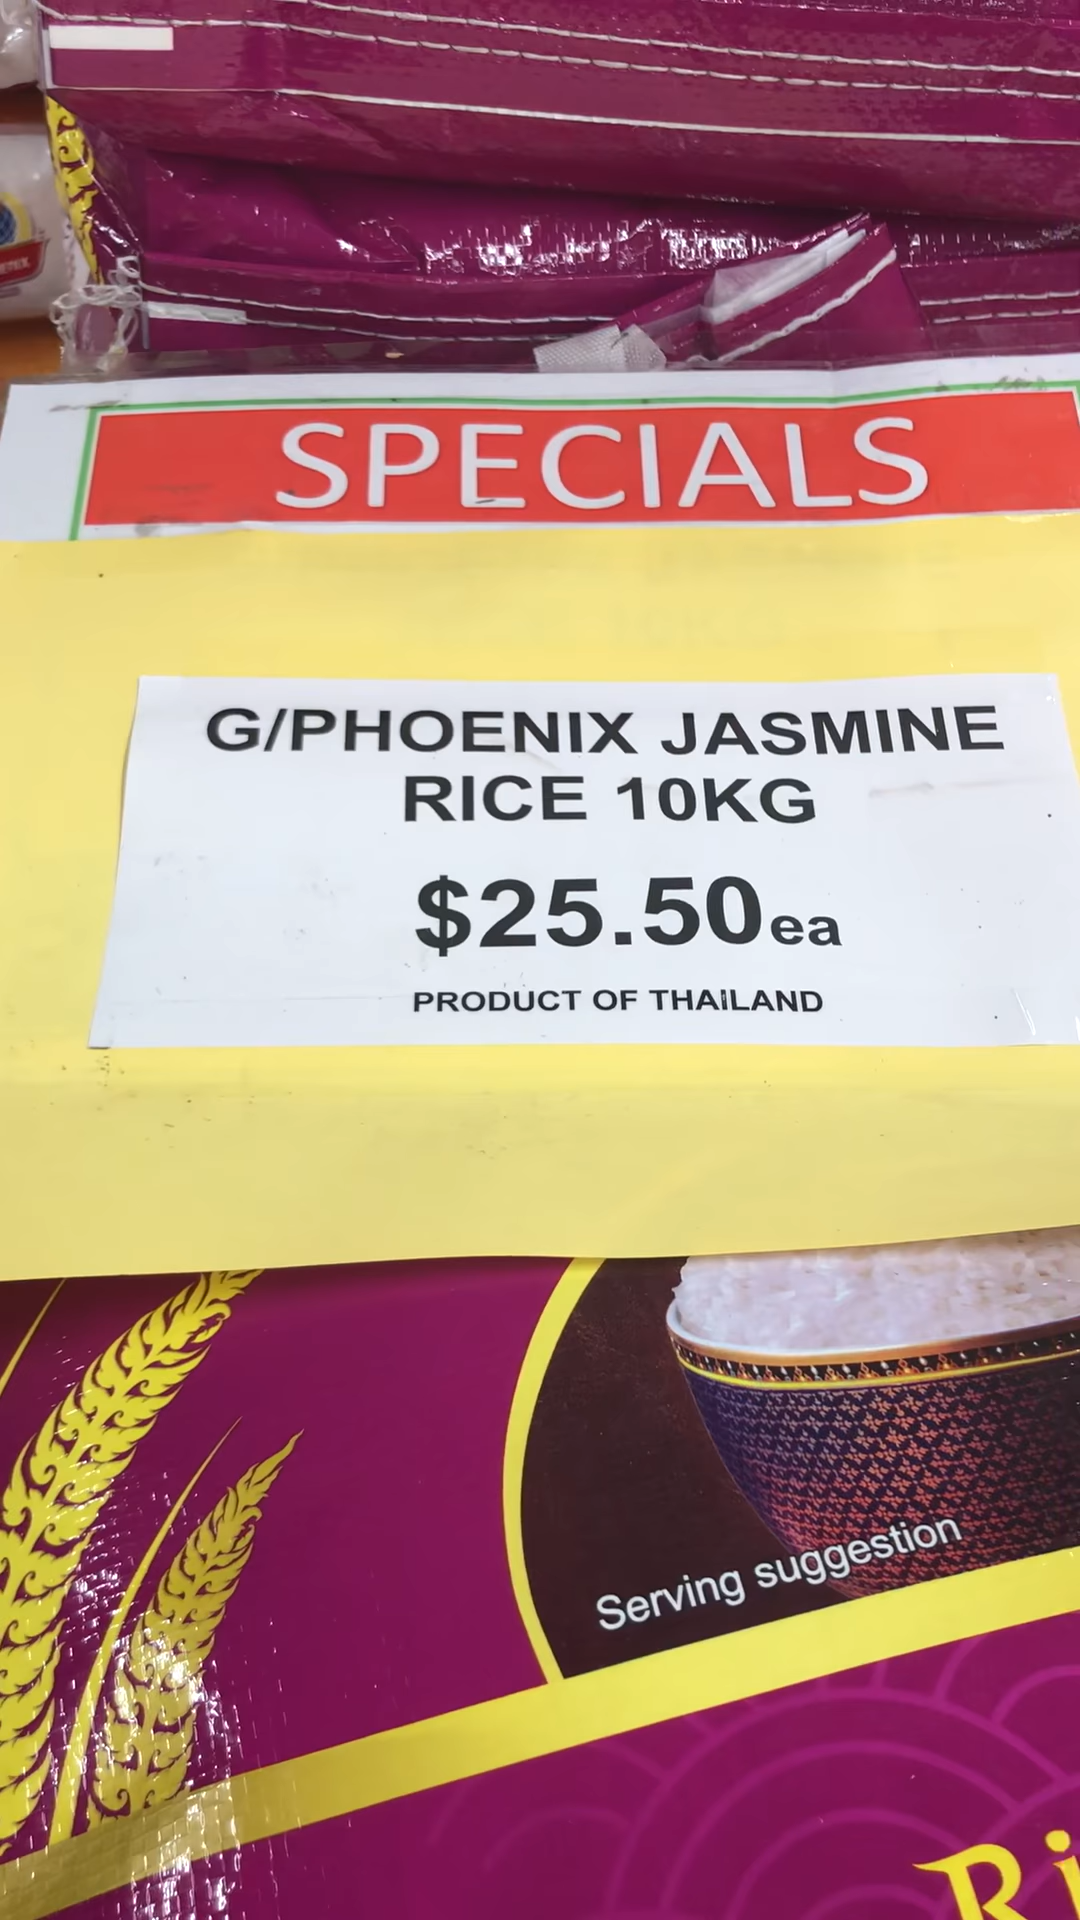 SPECIALS
G/PHOENIX JASMINE
RICE 10KG
$25.50ea
PRODUCT OF THAILAND
Serving suggestion